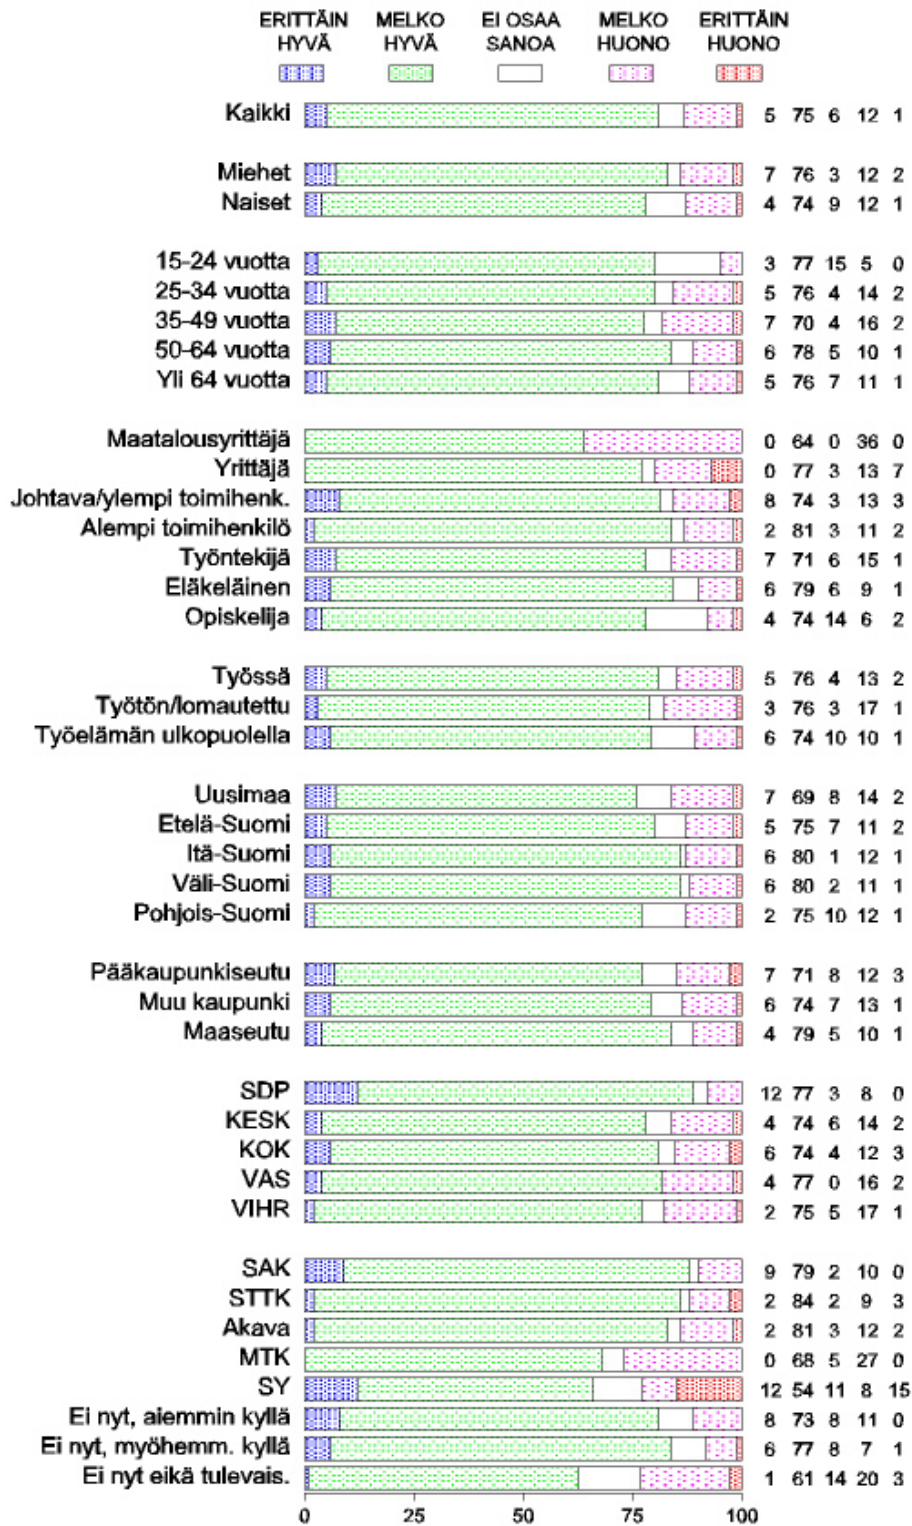 ERITTÄIN MELKO EI OSAA MELKO ERITTÄIN
HYVÄ HYVÄ SANOA HUONO HUONO
Kaikki 5 75 6 12 1
Miehet 7 76 3 12 2
Naiset 4 74 9 12 1
15-24 vuotta 3 77 15 5 0
25-34 vuotta 5 76 4 14 2
35-49 vuotta 7 70 4 16 2
50-64 vuotta 6 78 5 10 1
Yli 64 vuotta 5 76 7 11 1
Maatalousyrittäjä 0 64 0 36 0
Yrittäjä 0 77 3 13 7
Johtava/ylempi toimihenk. 8 74 3 13 3
Alempi toimihenkilö 2 81 3 11 2
Työntekijä 7 71 6 15 1
Eläkeläinen 6 79 6 9 1
Opiskelija 4 74 14 6 2
Työssä 5 76 4 13 2
Työtön/lomautettu 3 76 3 17 1
Työelämän ulkopuolella 6 74 10 10 1
Uusimaa 7 69 8 14 2
Etelä-Suomi 5 75 7 11 2
Itä-Suomi 6 80 1 12 1
Väli-Suomi 6 80 2 11 1
Pohjois-Suomi 2 75 10 12 1
Pääkaupunkiseutu 7 71 8 12 3
Muu kaupunki 6 74 7 13 1
Maaseutu 4 79 5 10 1
SDP 12 77 3 8 0
KESK 4 74 6 14 2
KOK 6 74 4 12 3
VAS 4 77 0 16 2
VIHR 2 75 5 17 1
SAK 9 79 2 10 0
STTK 2 84 2 9 3
Akava 2 81 3 12 2
MTK 0 68 5 27 0
SY 12 54 11 8 15
Ei nyt, aiemmin kyllä 8 73 8 11 0
Ei nyt, myöhemm. kyllä 6 77 8 7 1
Ei nyt eikä tulevais. 1 61 14 20 3
0 25 50 75 100